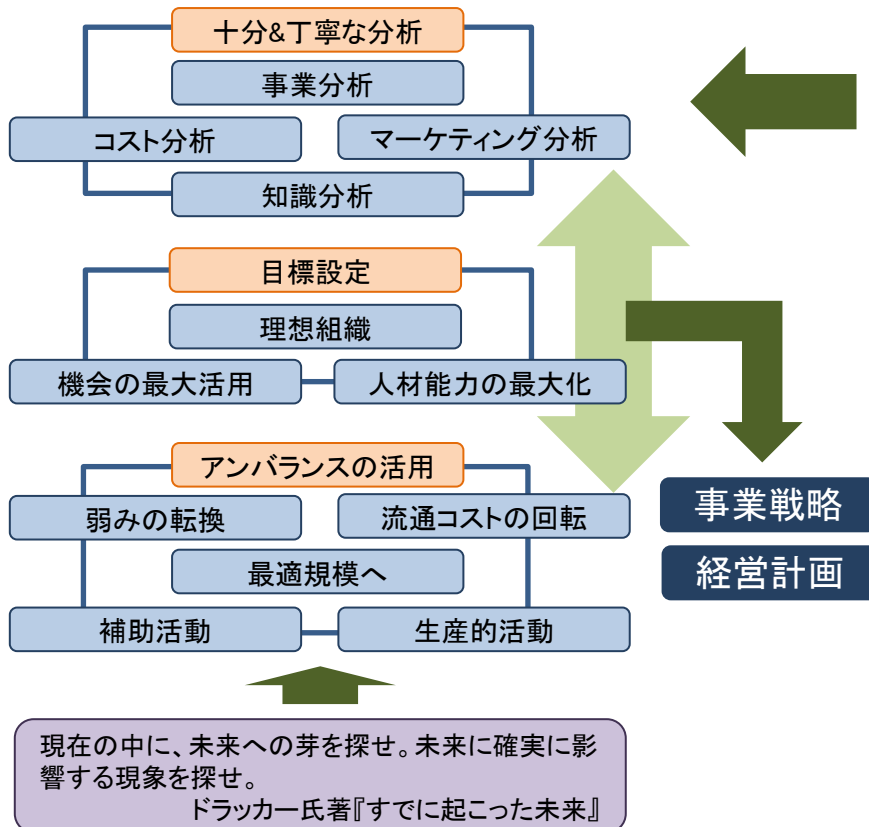 十分&丁寧な分析
事業分析
コスト分析
マーケティング分析
知識分析
目標設定
理想組織
機会の最大活用
人材能力の最大化
アンバランスの活用
弱みの転換
流通コストの回転
最適規模へ
補助活動
生産的活動
事業戦略
経営計画
現在の中に、未来への芽を探せ。未来に確実に影
響する現象を探せ。
ドラッカー氏著『すでに起こった未来』